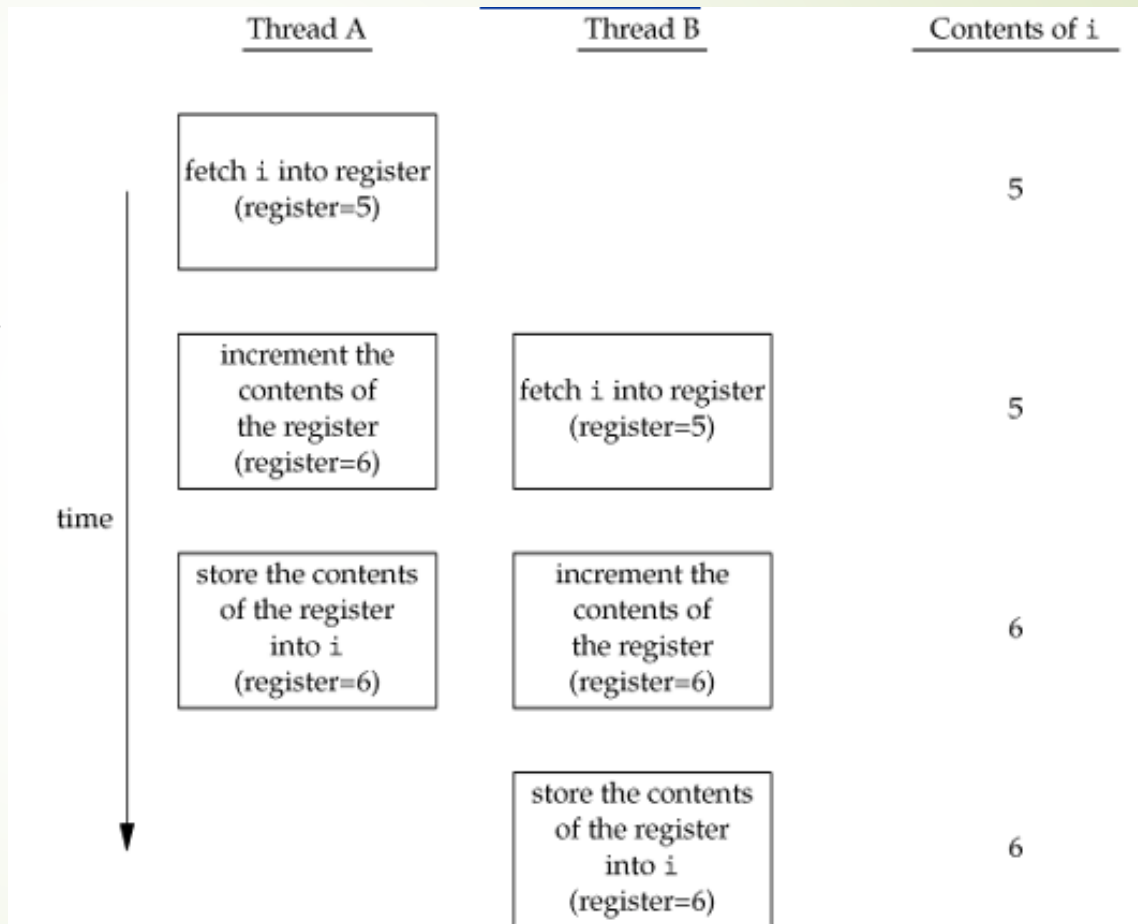 Thread A
Thread B
Contents of i
fetch i into register
(register=5)
5
increment the
contents of
the register
(register=6)
fetch i into register
(register=5)
5
time
store the contents
of the register
into i
(register=6)
increment the
contents of
the register
(register=6)
6
store the contents
of the register
into i
(register=6)
6